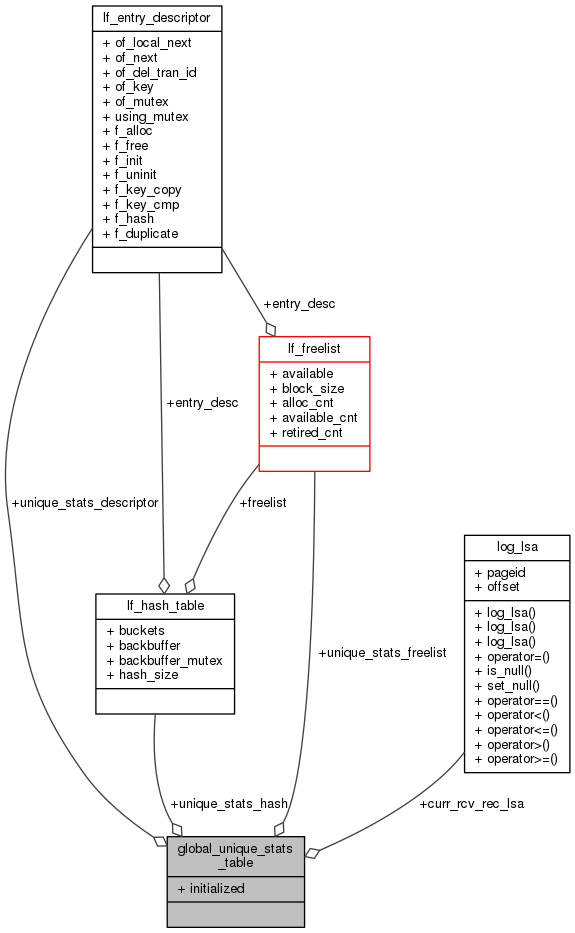 lf_entry_descriptor
+ of_local_next
+ of_next
+ of_del_tran_id
+ of_key
+ of_mutex
+ using_mutex
+ f_alloc
+ f_free
+ f_init
+ f_uninit
+ f_key_copy
+ f_key_cmp
+ f_hash
+ f_duplicate
+entry_desc
lf_freelist
+ available
+ block_size
+ alloc_cnt
+ available_cnt
+ retired_cnt
+entry_desc
+unique_stats_descriptor
+freelist
log_lsa
+ pageid
+ offset
+ log_lsa()
+ log_lsa()
+ log_lsa()
+ operator=()
+ is_null()
+ set_null()
+ operator==()
+ operator<()
+ operator<=()
+ operator>()
+ operator>=()
lf_hash_table
+ buckets
+ backbuffer
+ backbuffer_mutex
+ hash_size
+unique_stats_freelist
+unique_stats_hash
+curr_rcv_rec_lsa
global_unique_stats
_table
+ initialized